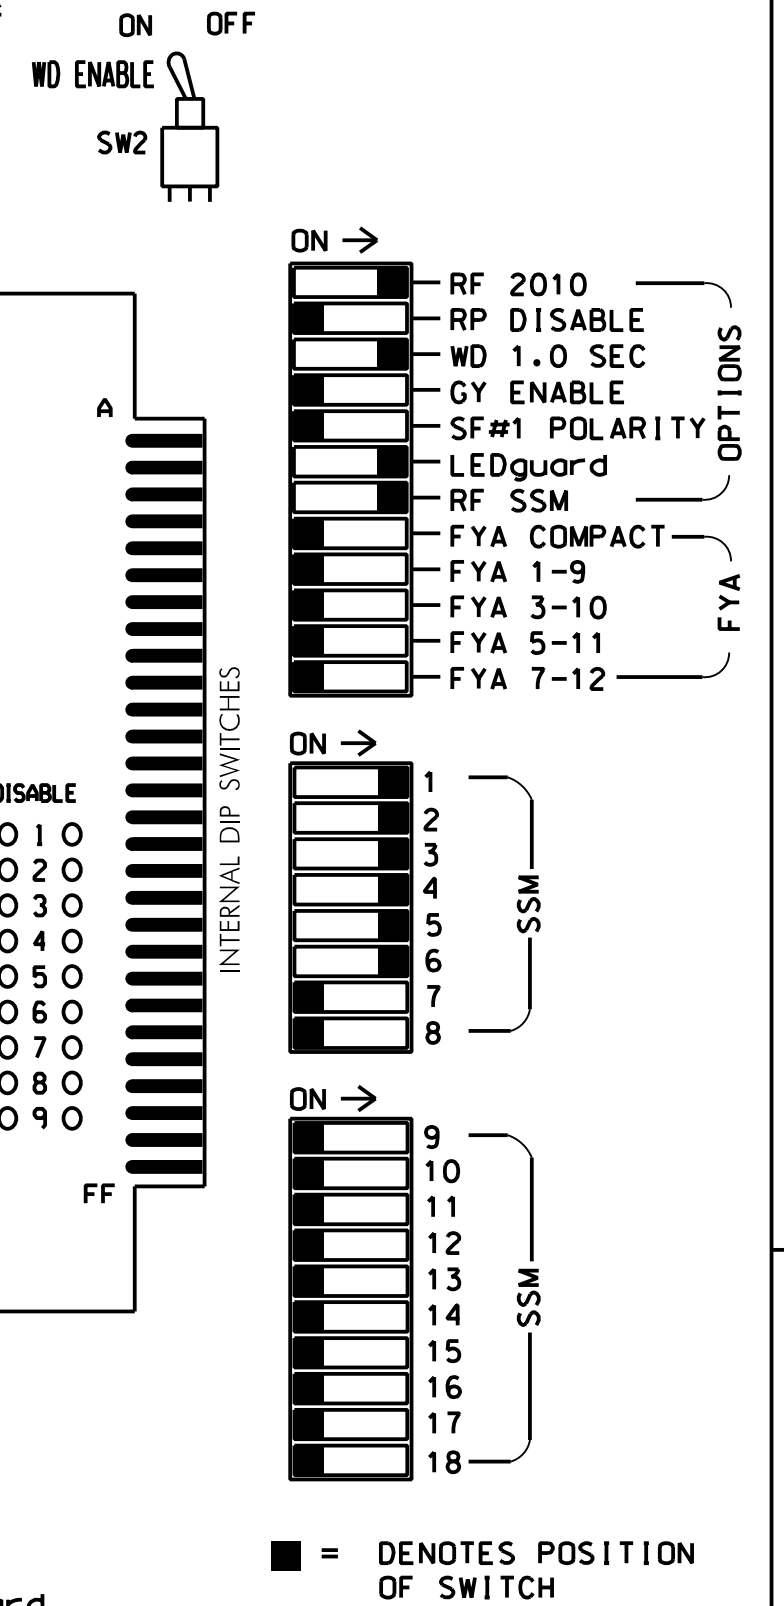 ON OFF
WD ENABLE
SW2
ON
RF 2010
RP DISABLE
WD 1.0 SEC
GY ENABLE
SF#1 POLARITY
LEDguard
RF SSM
OPTIONS
FYA COMPACT
FYA 1-9
FYA 3-10
FYA 5-11
FYA 7-12
FYA
A
FF
INTERNAL DIP SWITCHES
DISABLE
1
2
3
4
5
6
7
8
9
ON
1
2
3
4
5
6
7
8
SSM
ON
9
10
11
12
13
14
15
16
17
18
SSM
= DENOTES POSITION
OF SWITCH